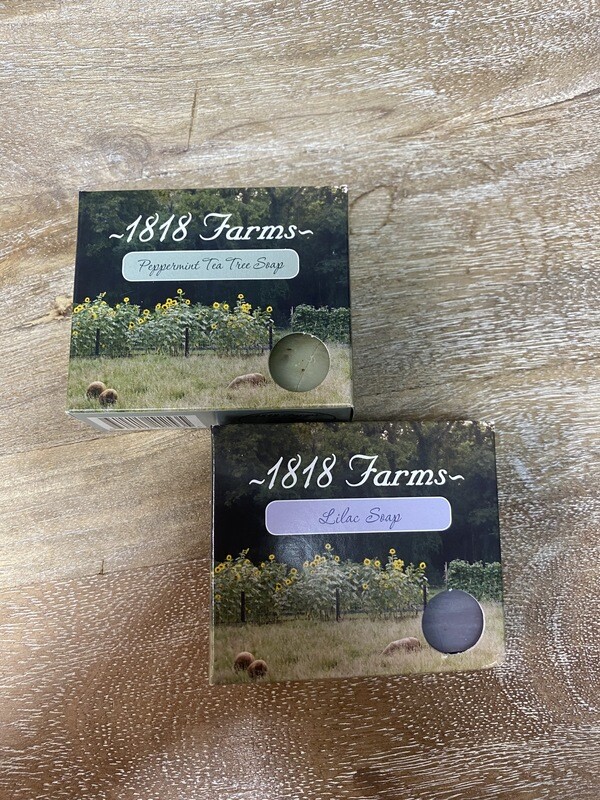 ~1818 Farms~
Peppermint Tea Tree Soap
~1818 Farms~
Lilac Soap